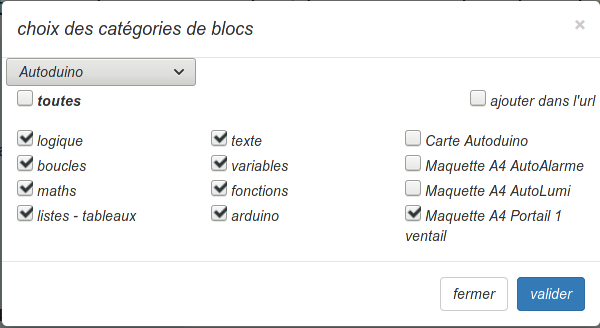 choix des catégories de blocs ×
Autoduino
toutes ajouter dans l'url
logique texte Carte Autoduino
boucles variables Maquette A4 AutoAlarme
maths fonctions Maquette A4 AutoLumi
listes - tableaux arduino Maquette A4 Portail 1
ventail
fermer valider